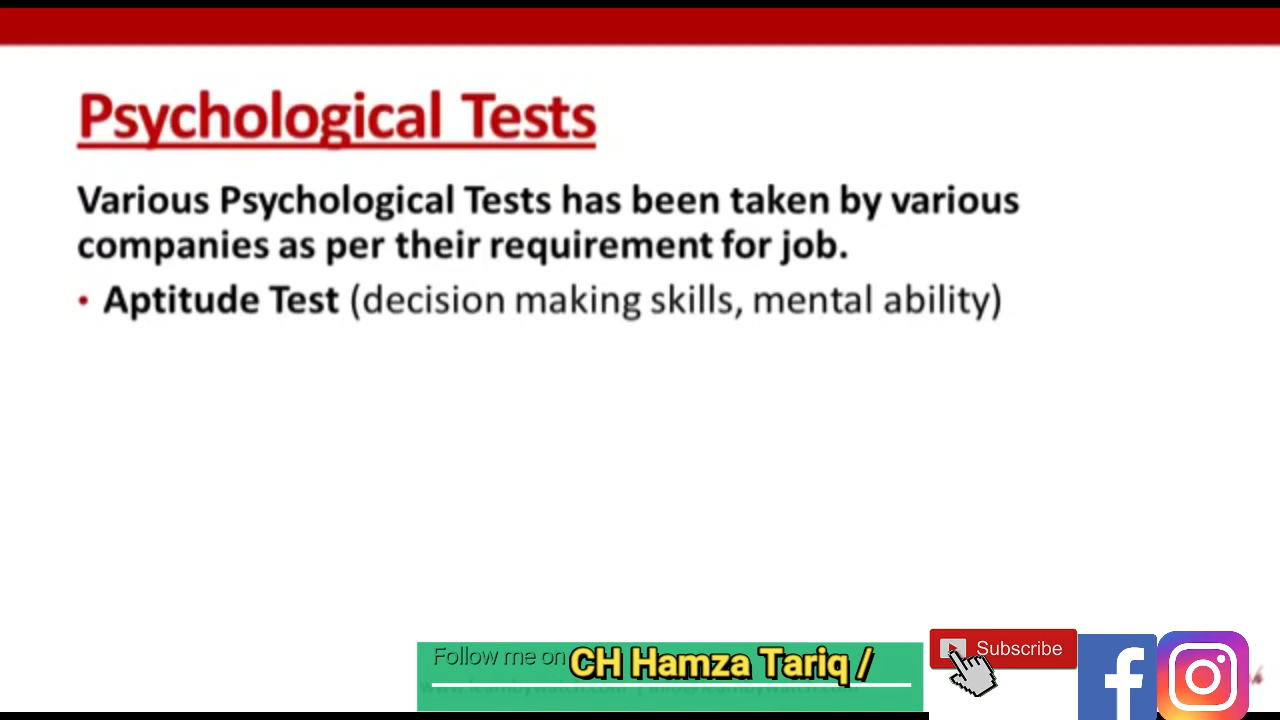 Psychological Tests
Various Psychological Tests has been taken by various
companies as per their requirement for job.
• Aptitude Test (decision making skills, mental ability)
Follow me on CH Hamza Tariq /
Subscribe